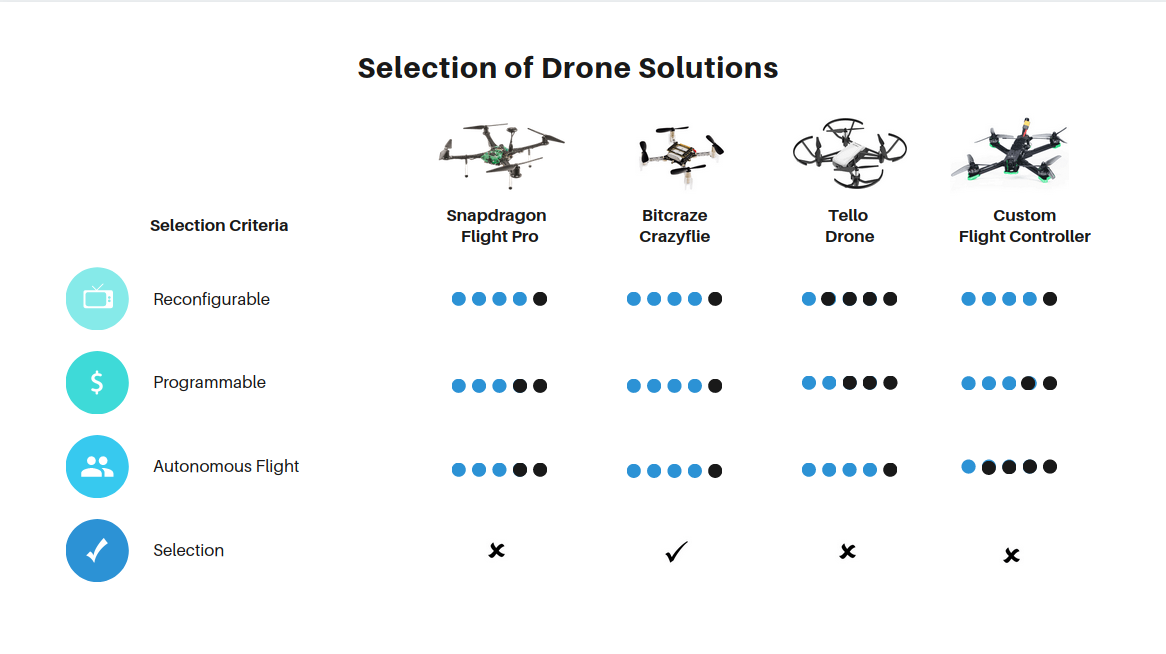 Selection of Drone Solutions
Selection Criteria
Snapdragon
Flight Pro
Bitcraze
Crazyflie
Tello
Drone
Custom
Flight Controller
Reconfigurable
$
Programmable
Autonomous Flight
Selection